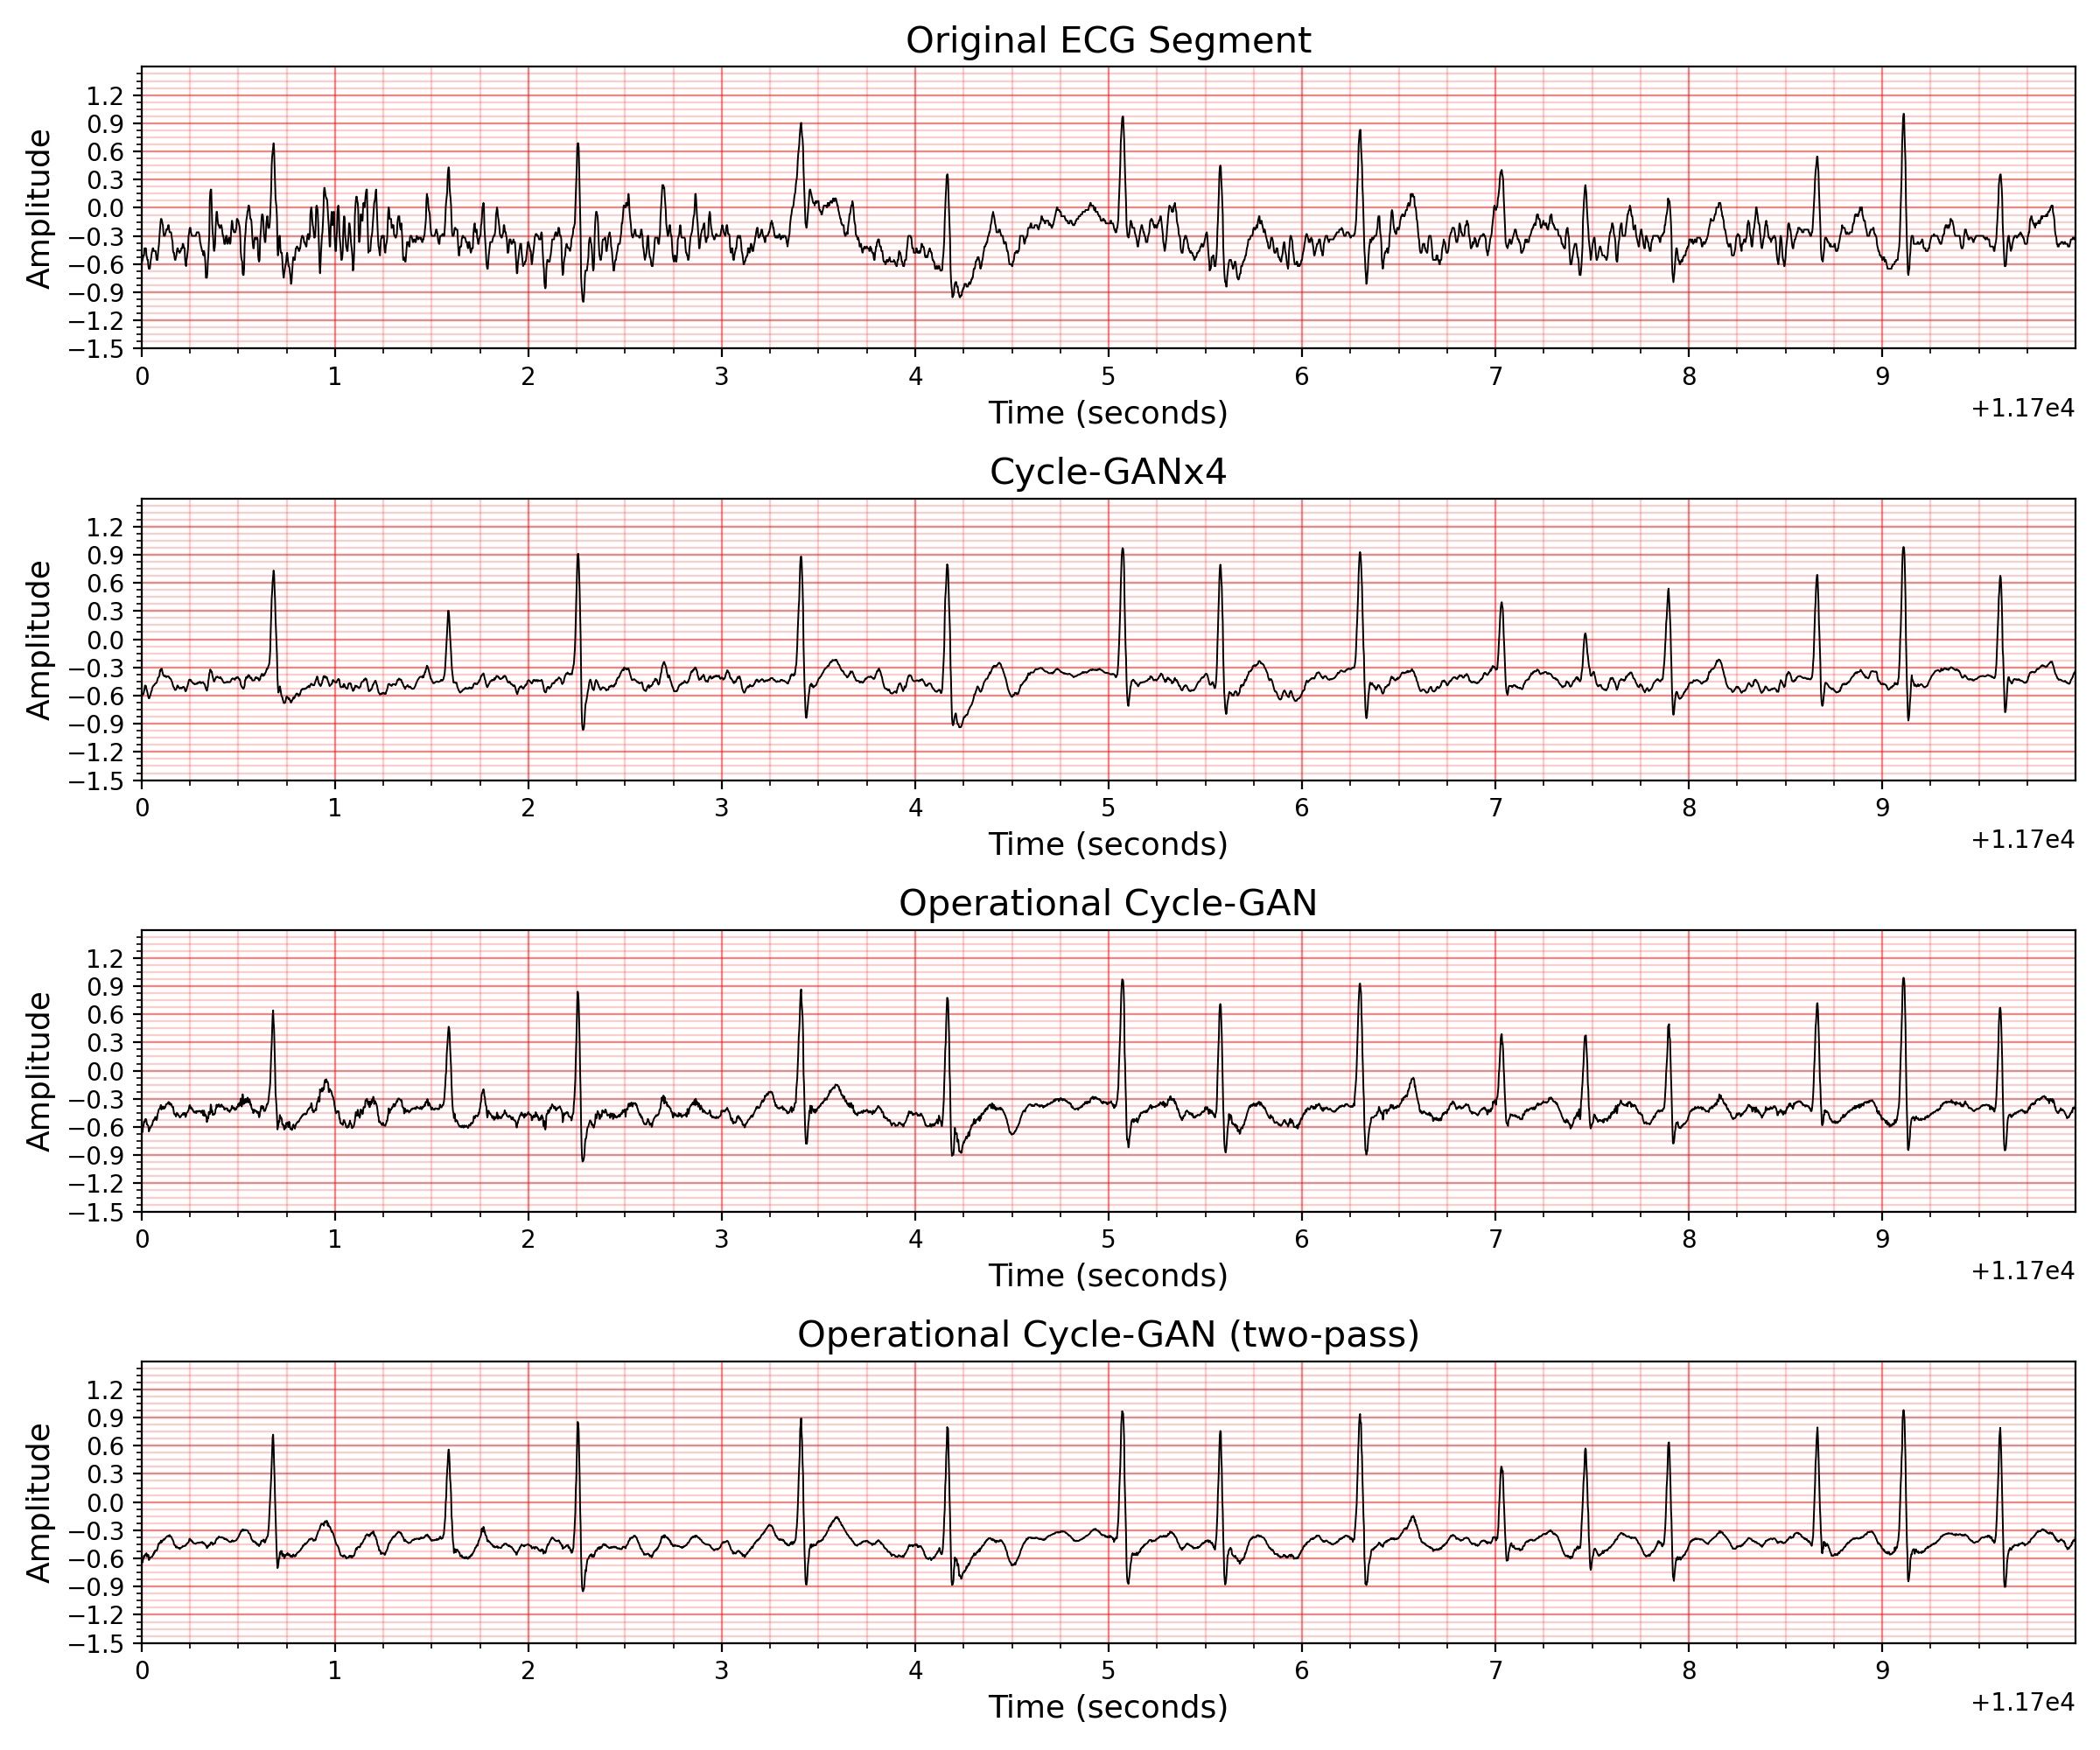 Original ECG Segment
Amplitude
1.2
0.9
0.6
0.3
0.0
−0.3
−0.6
−0.9
−1.2
−1.5
0 1 2 3 4 5 6 7 8 9
Time (seconds)
+1.17e4
Cycle-GANx4
Amplitude
1.2
0.9
0.6
0.3
0.0
−0.3
−0.6
−0.9
−1.2
−1.5
0 1 2 3 4 5 6 7 8 9
Time (seconds)
+1.17e4
Operational Cycle-GAN
Amplitude
1.2
0.9
0.6
0.3
0.0
−0.3
−0.6
−0.9
−1.2
−1.5
0 1 2 3 4 5 6 7 8 9
Time (seconds)
+1.17e4
Operational Cycle-GAN (two-pass)
Amplitude
1.2
0.9
0.6
0.3
0.0
−0.3
−0.6
−0.9
−1.2
−1.5
0 1 2 3 4 5 6 7 8 9
Time (seconds)
+1.17e4